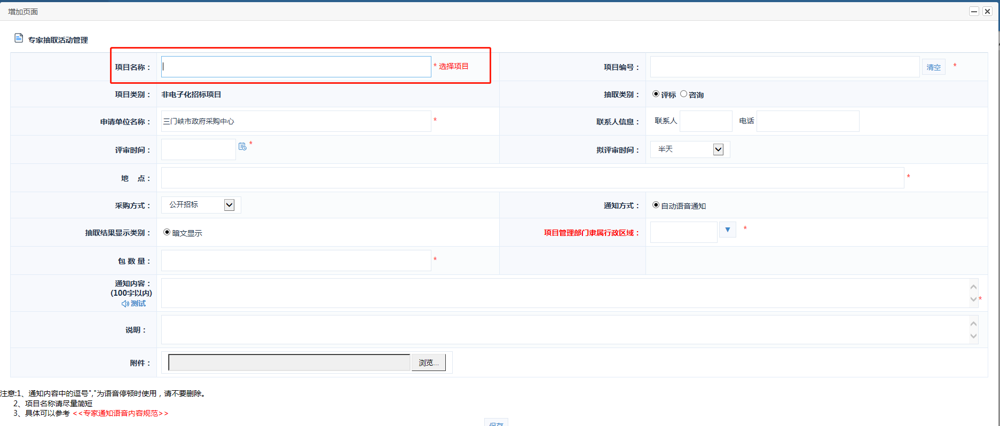 增加页面
专家抽取活动管理
项目名称： * 选择项目 项目编号： 清空 *
项目类别： 非电子化招标项目 抽取类别： 评标 咨询
申请单位名称： 三门峡市政府采购中心 * 联系人信息： 联系人 电话
评审时间： * 拟评审时间： 半天
地 点： *
采购方式： 公开招标 通知方式： 自动语音通知
抽取结果显示类别： 暗文显示 项目管理部门隶属行政区域： ▼ *
包 数 量： *
通知内容：
(100字以内)
测试 *
说明：
附件： 浏览...
注意:1、通知内容中的逗号","为语音停顿时使用，请不要删除。
2、项目名称请尽量简短
3、具体可以参考 <<专家通知语音内容规范>>
保存